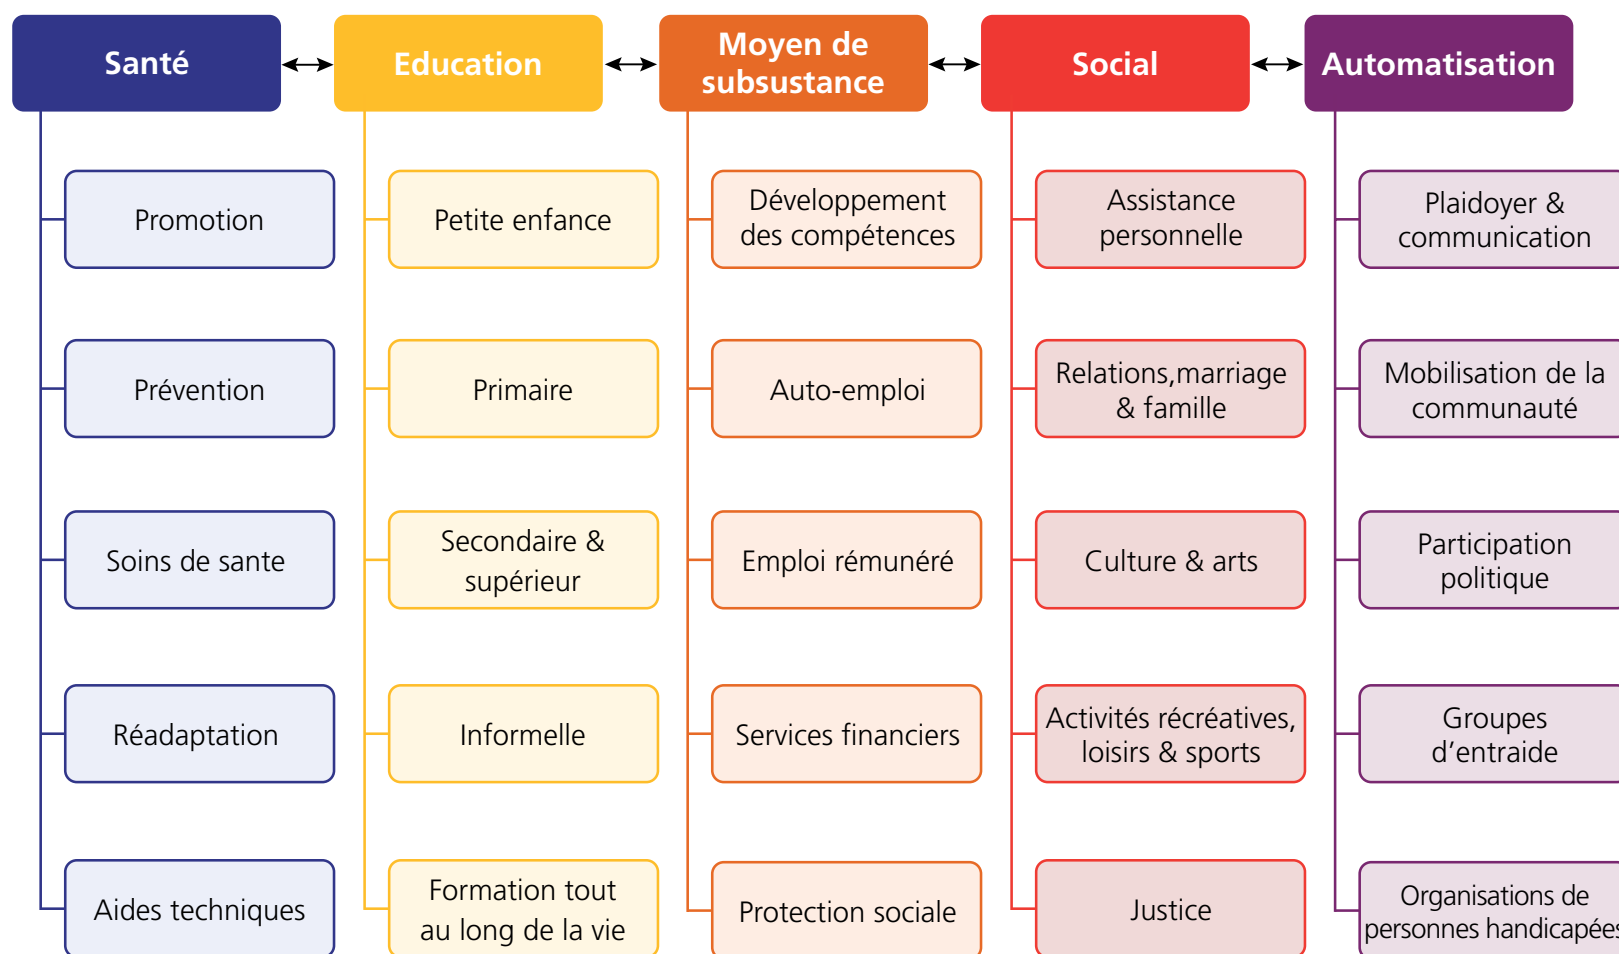 Santé
Education
Moyen de
subsustance
Social
Automatisation
Promotion
Prévention
Soins de sante
Réadaptation
Aides techniques
Petite enfance
Primaire
Secondaire &
supérieur
Informelle
Formation tout
au long de la vie
Développement
des compétences
Auto-emploi
Emploi rémunéré
Services financiers
Protection sociale
Assistance
personnelle
Relations,marriage
& famille
Culture & arts
Activités récréatives,
loisirs & sports
Justice
Plaidoyer &
communication
Mobilisation de la
communauté
Participation
politique
Groupes
d’entraide
Organisations de
personnes handicapées